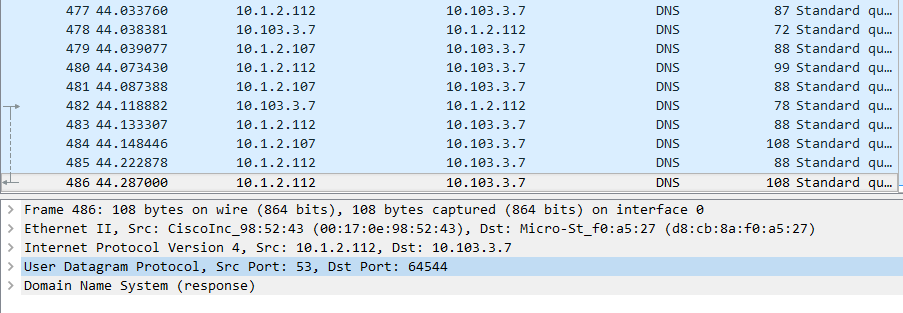 477 44.033760 10.1.2.112 10.103.3.7 DNS 87 Standard qu…
478 44.038381 10.103.3.7 10.1.2.112 DNS 72 Standard qu…
479 44.039077 10.1.2.107 10.103.3.7 DNS 88 Standard qu…
480 44.073430 10.1.2.112 10.103.3.7 DNS 99 Standard qu…
481 44.087388 10.1.2.107 10.103.3.7 DNS 88 Standard qu…
482 44.118882 10.103.3.7 10.1.2.112 DNS 78 Standard qu…
483 44.133307 10.1.2.112 10.103.3.7 DNS 88 Standard qu…
484 44.148446 10.1.2.107 10.103.3.7 DNS 108 Standard qu…
485 44.222878 10.1.2.112 10.103.3.7 DNS 88 Standard qu…
486 44.287000 10.1.2.112 10.103.3.7 DNS 108 Standard qu…
Frame 486: 108 bytes on wire (864 bits), 108 bytes captured (864 bits) on interface 0
Ethernet II, Src: CiscoInc_98:52:43 (00:17:0e:98:52:43), Dst: Micro-St_f0:a5:27 (d8:cb:8a:f0:a5:27)
Internet Protocol Version 4, Src: 10.1.2.112, Dst: 10.103.3.7
User Datagram Protocol, Src Port: 53, Dst Port: 64544
Domain Name System (response)